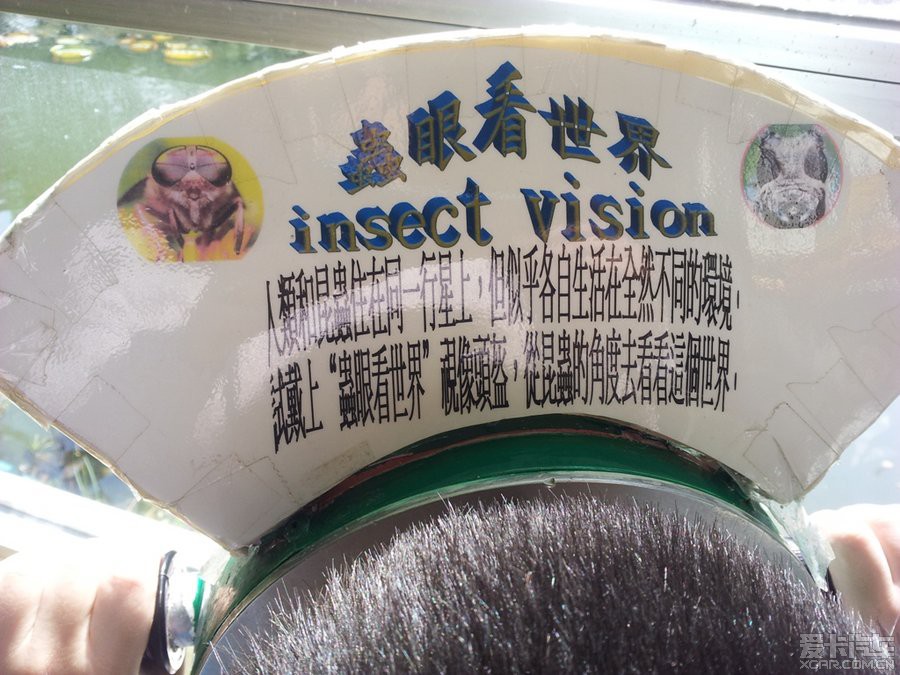 蟲眼看世界
insect vision
人類和昆蟲住在同一行星上，但似乎各自生活在全然不同的環境。
試戴上“蟲眼看世界”視像頭盔，從昆蟲的角度去看看這個世界。
爱卡汽车
XCAR.COM.CN